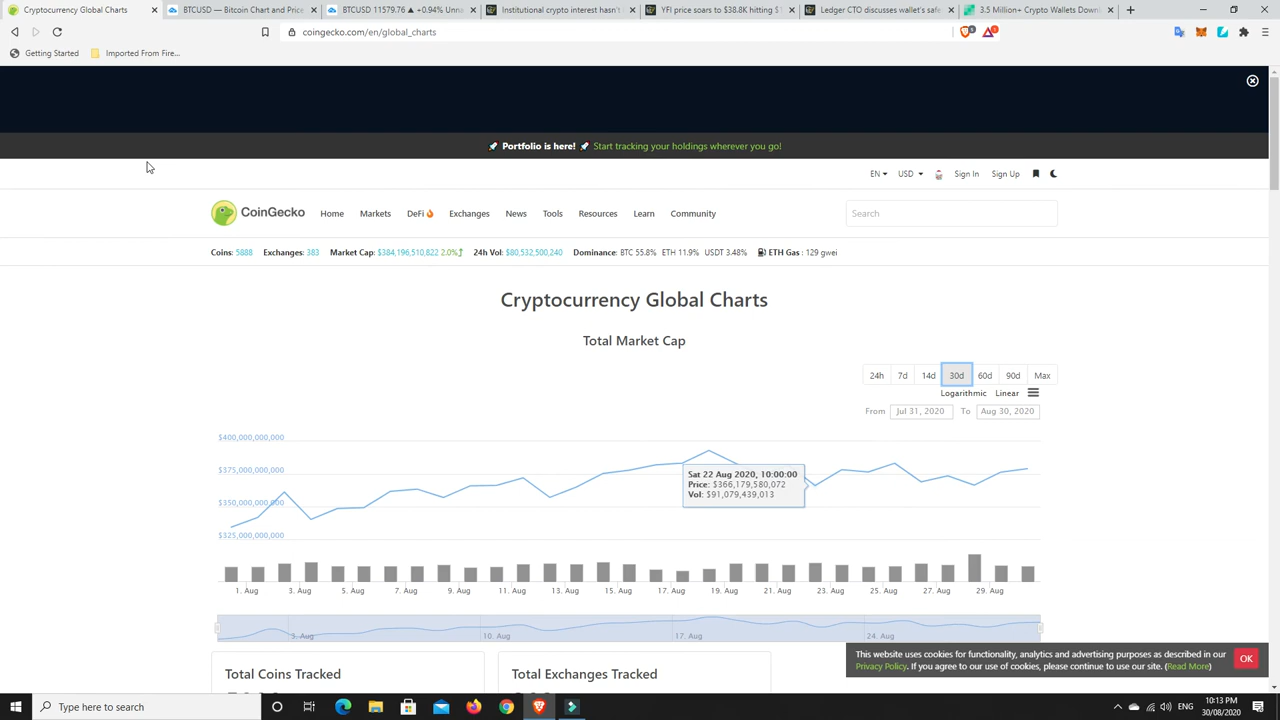 Cryptocurrency Global Charts
BTCUSD — Bitcoin Chart and Price
BTCUSD 11579.76 ▲ +0.94% Unna
Institutional crypto interest hasn't
YFI price soars to $38.8K hitting $1
Ledger CTO discusses wallet's safe
3.5 Million+ Crypto Wallets Downl
coingecko.com/en/global_charts
Getting Started
Imported From Fire...
Portfolio is here! Start tracking your holdings wherever you go!
EN USD Sign In Sign Up
CoinGecko Home Markets DeFi Exchanges News Tools Resources Learn Community Search
Coins: 5888 Exchanges: 383 Market Cap: $384,196,510,822 2.0% 24h Vol: $80,532,500,240 Dominance: BTC 55.8% ETH 11.9% USDT 3.48% ETH Gas : 129 gwei
Cryptocurrency Global Charts
Total Market Cap
24h 7d 14d 30d 60d 90d Max
Logarithmic Linear
From Jul 31, 2020 To Aug 30, 2020
$400,000,000,000
$375,000,000,000
$350,000,000,000
$325,000,000,000
Sat 22 Aug 2020, 10:00:00
Price: $366,179,580,072
Vol: $91,079,439,013
1. Aug 3. Aug 5. Aug 7. Aug 9. Aug 11. Aug 13. Aug 15. Aug 17. Aug 19. Aug 21. Aug 23. Aug 25. Aug 27. Aug 29. Aug
3. Aug 10. Aug 17. Aug 24. Aug
Total Coins Tracked
Total Exchanges Tracked
This website uses cookies for functionality, analytics and advertising purposes as described in our
Privacy Policy. If you agree to our use of cookies, please continue to use our site. (Read More)
OK
Type here to search
ENG
10:13 PM
30/08/2020